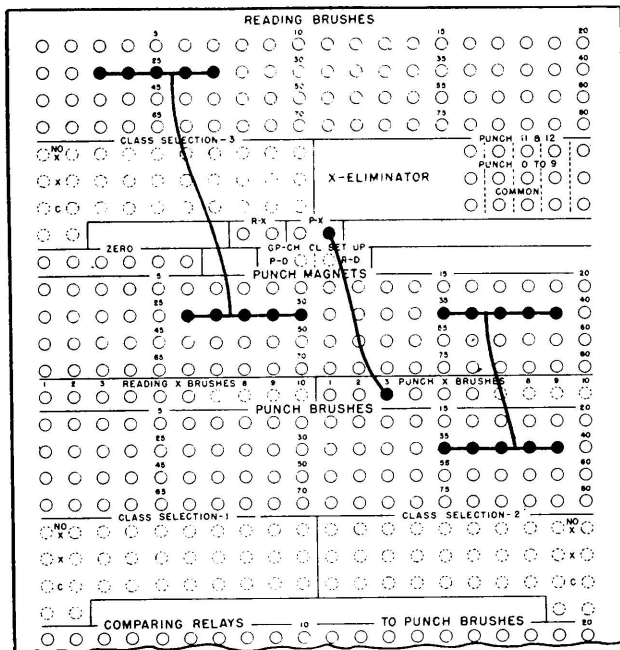 READING BRUSHES
5 10 15 20
25 30 35 40
45 50 55 60
65 70 75 80
CLASS SELECTION-3 PUNCH 11 & 12
NO X
PUNCH 0 TO 9
X X-ELIMINATOR
COMMON
C
R-X P-X
ZERO GP-CH CL SET UP
P-D R-D
PUNCH MAGNETS
5 15 20
25 30 35 40
45 50 55 60
65 70 75 80
1 2 3 READING X BRUSHES 8 9 10 1 2 3 PUNCH X BRUSHES 8 9 10
PUNCH BRUSHES
5 15 20
25 30 35 40
45 50 55 60
65 70 75 80
CLASS SELECTION-1 CLASS SELECTION-2
NO X NO X
X X
C C
COMPARING RELAYS 10 TO PUNCH BRUSHES 20